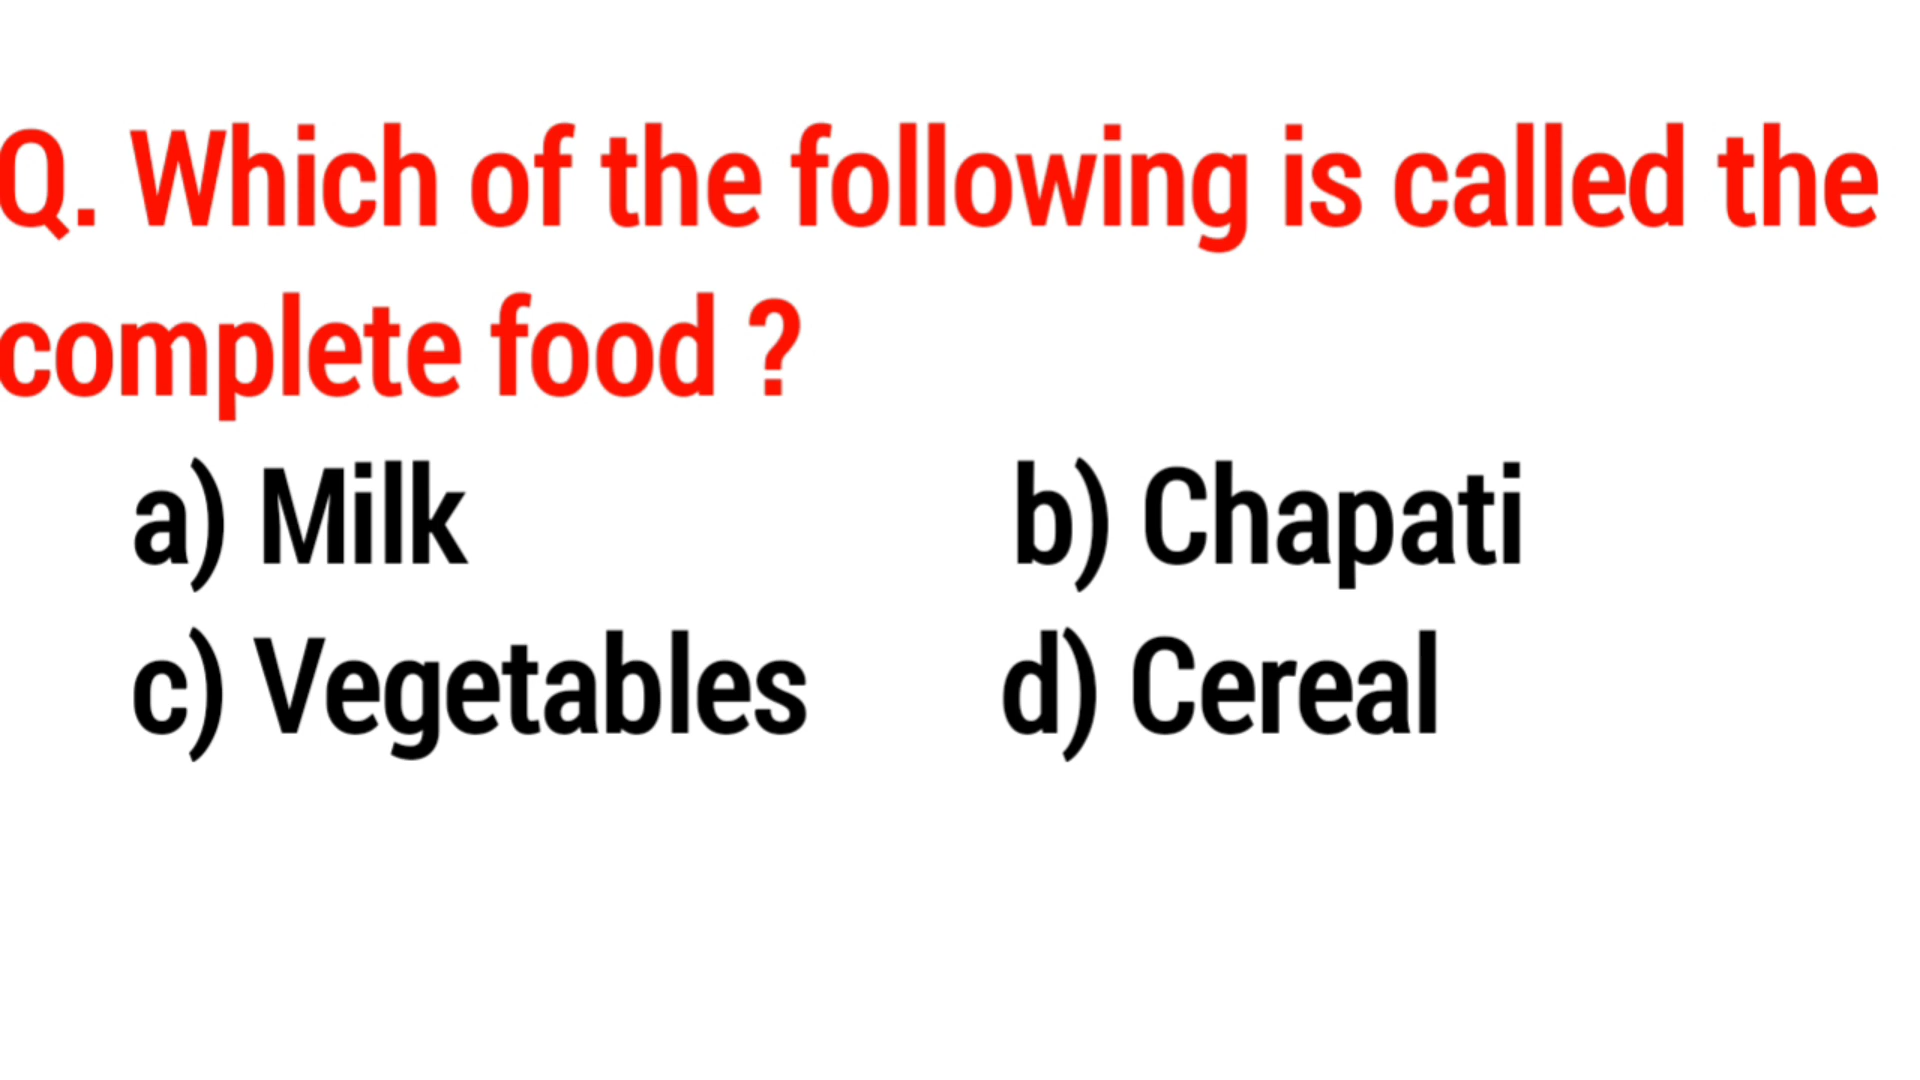 Q. Which of the following is called the
complete food ?
a) Milk b) Chapati
c) Vegetables d) Cereal